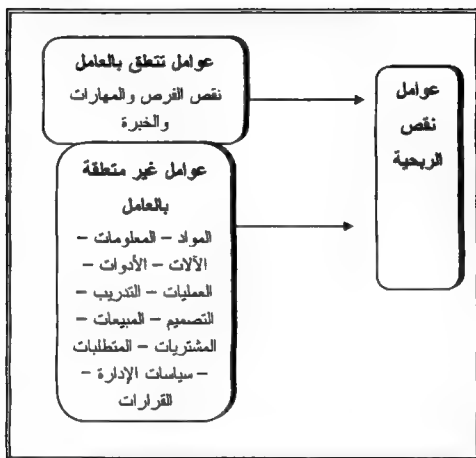 عوامل تتعلق بالعامل
نقص الفرص والمهارات
والخبرة
عوامل غير متعلقة
بالعامل
المواد – المعلومات –
الآلات – الأدوات –
العمليات – التدريب –
التصميم – المبيعات –
المشتريات – المتطلبات
– سياسات الإدارة –
القرارات
عوامل
نقص
الربحية